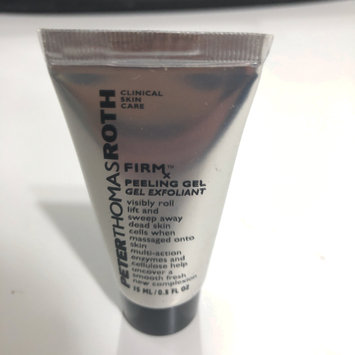 CLINICAL
SKIN
CARE
PETERTHOMASROTH
FIRMx™
PEELING GEL
GEL EXFOLIANT
visibly roll
lift and
sweep away
dead skin
cells when
massaged onto
skin
multi-action
enzymes and
cellulose help
uncover a
smooth fresh
new complexion
15 ML/0.5 FL OZ